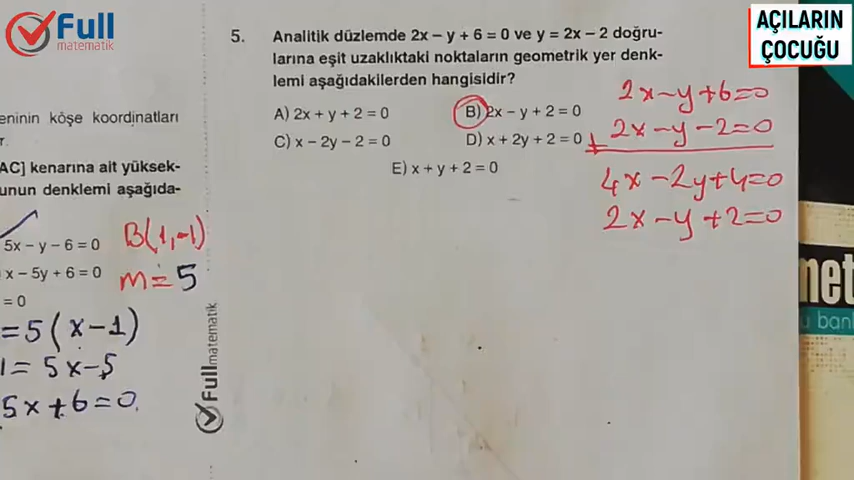 Full
matematik
AÇILARIN
ÇOCUĞU
eninin köşe koordinatları
r.
AC] kenarına ait yüksek-
unun denklemi aşağıda-
5x – y – 6 = 0
x – 5y + 6 = 0
= 0
B(1,-1)
m = 5
= 5(x-1)
1 = 5x-5
5x + 6 = 0
Full matematik
5. Analitik düzlemde 2x – y + 6 = 0 ve y = 2x – 2 doğru-
larına eşit uzaklıktaki noktaların geometrik yer denk-
lemi aşağıdakilerden hangisidir?
A) 2x + y + 2 = 0 B) 2x – y + 2 = 0
C) x – 2y – 2 = 0 D) x + 2y + 2 = 0
E) x + y + 2 = 0
2x-y+6=0
+ 2x-y-2=0
4x-2y+4=0
2x-y+2=0
met
u ban